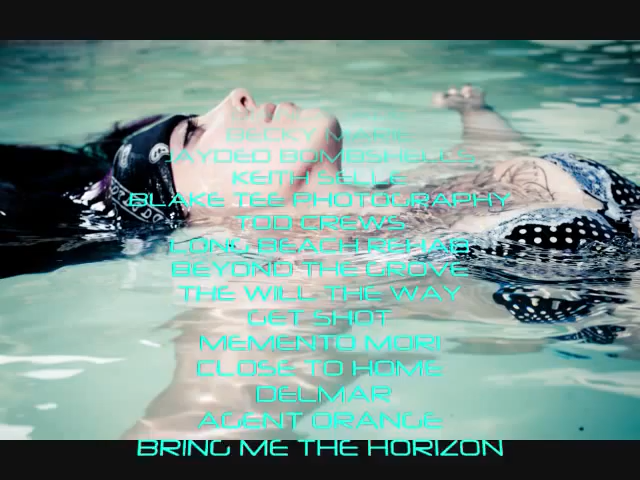 BECKY MARIE
JAYDED BOMBSHELLS
KEITH SELLE
BLAKE TEE PHOTOGRAPHY
TOD CREWS
LONG BEACH REHAB
BEYOND THE GROVE
THE WILL THE WAY
GET SHOT
MEMENTO MORI
CLOSE TO HOME
DELMAR
AGENT ORANGE
BRING ME THE HORIZON